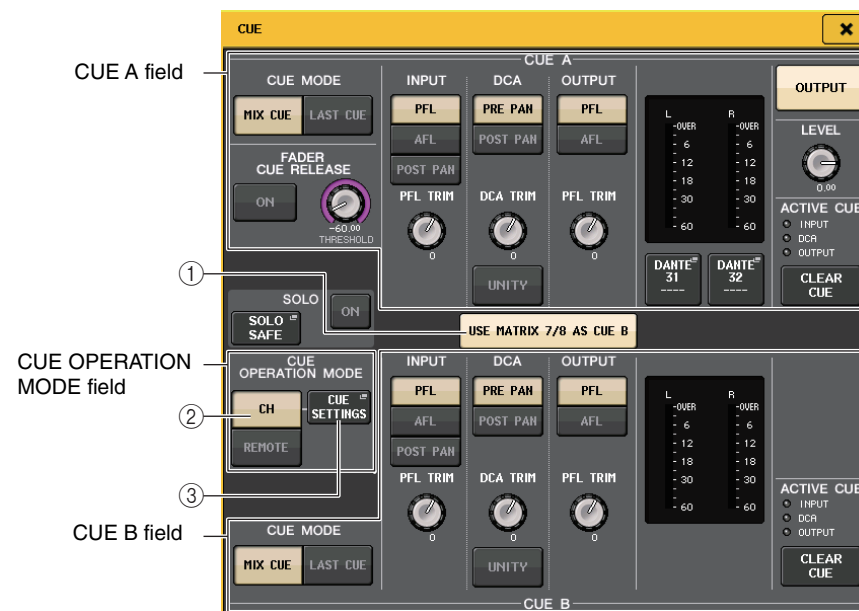 CUE
CUE A field
CUE A
CUE MODE
MIX CUE
LAST CUE
FADER
CUE RELEASE
ON
-60.00
THRESHOLD
INPUT
PFL
AFL
POST PAN
PFL TRIM
0
DCA
PRE PAN
POST PAN
DCA TRIM
0
UNITY
OUTPUT
PFL
AFL
PFL TRIM
0
L R
-OVER -OVER
- 6 - 6
- 12 - 12
- 18 - 18
- 30 - 30
- 60 - 60
DANTE
31
----
DANTE
32
----
OUTPUT
LEVEL
0.00
ACTIVE CUE
INPUT
DCA
OUTPUT
CLEAR
CUE
①
SOLO
SOLO
SAFE
ON
USE MATRIX 7/8 AS CUE B
CUE OPERATION
MODE field
CUE
OPERATION MODE
②
CH
CUE
SETTINGS
REMOTE
③
CUE B field
CUE MODE
MIX CUE
LAST CUE
INPUT
PFL
AFL
POST PAN
PFL TRIM
0
DCA
PRE PAN
POST PAN
DCA TRIM
0
UNITY
OUTPUT
PFL
AFL
PFL TRIM
0
L R
-OVER -OVER
- 6 - 6
- 12 - 12
- 18 - 18
- 30 - 30
- 60 - 60
ACTIVE CUE
INPUT
DCA
OUTPUT
CLEAR
CUE
CUE B